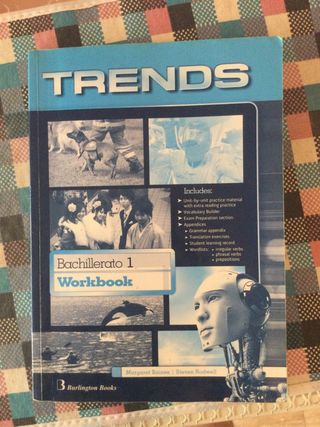 TRENDS
Includes:
Unit-by-unit practice material
with extra reading practice
Vocabulary Builder
Exam Preparation section
Appendices
Grammar appendix
Translation exercises
Student learning record
Wordlists: • irregular verbs
• phrasal verbs
• prepositions
Bachillerato 1
Workbook
Margaret Baines | Steven Rodwell
B Burlington Books